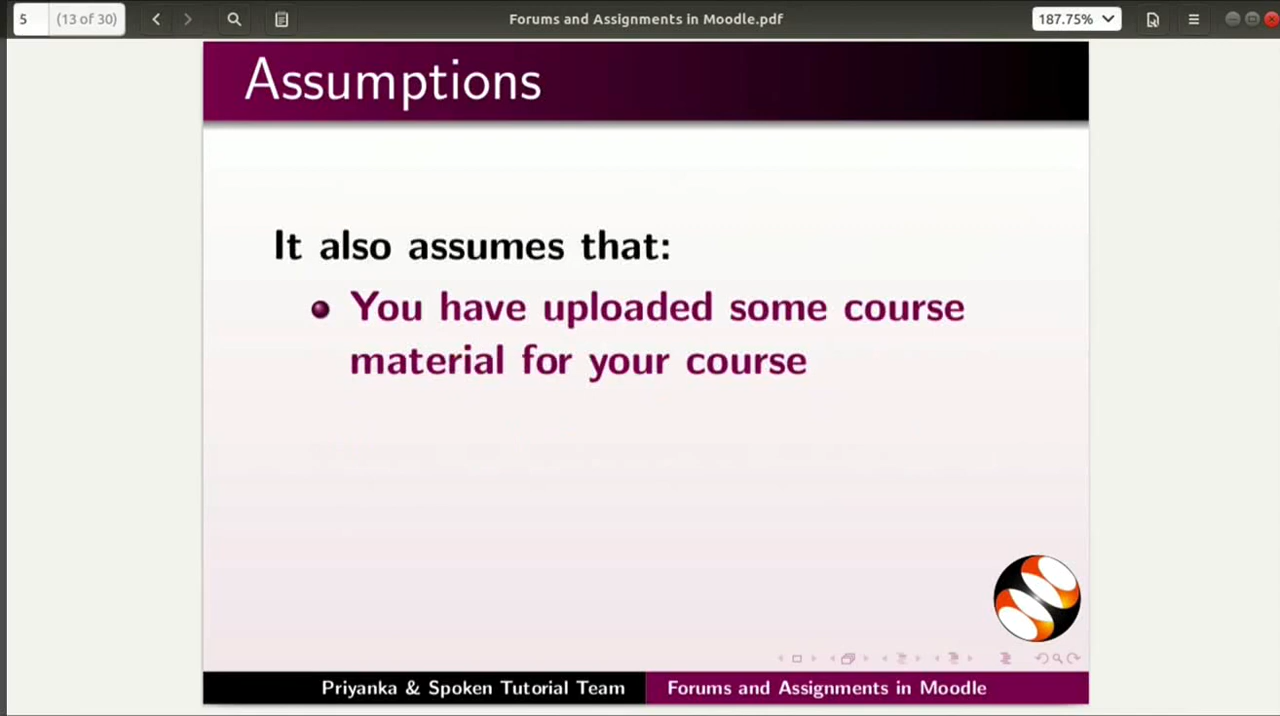 5 (13 of 30) Forums and Assignments in Moodle.pdf 187.75%
Assumptions
It also assumes that:
You have uploaded some course
material for your course
Priyanka & Spoken Tutorial Team Forums and Assignments in Moodle